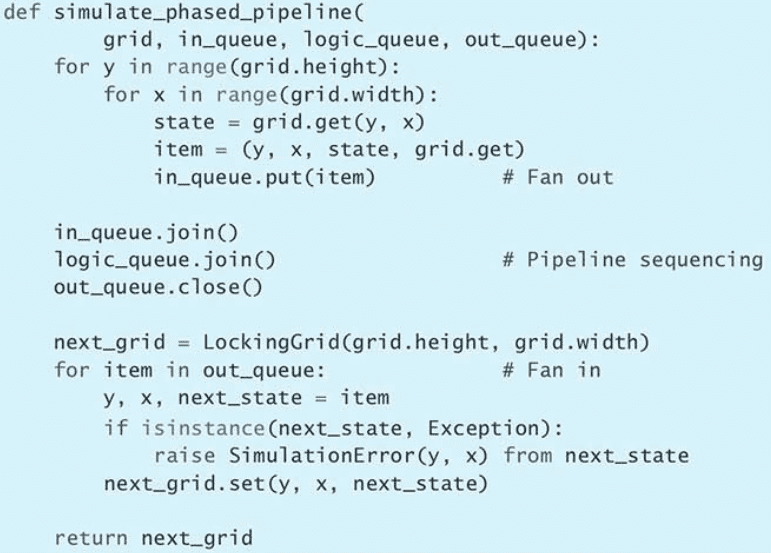 def simulate_phased_pipeline(
        grid, in_queue, logic_queue, out_queue):
    for y in range(grid.height):
        for x in range(grid.width):
            state = grid.get(y, x)
            item = (y, x, state, grid.get)
            in_queue.put(item)          # Fan out

    in_queue.join()
    logic_queue.join()                  # Pipeline sequencing
    out_queue.close()

    next_grid = LockingGrid(grid.height, grid.width)
    for item in out_queue:              # Fan in
        y, x, next_state = item
        if isinstance(next_state, Exception):
            raise SimulationError(y, x) from next_state
        next_grid.set(y, x, next_state)

    return next_grid